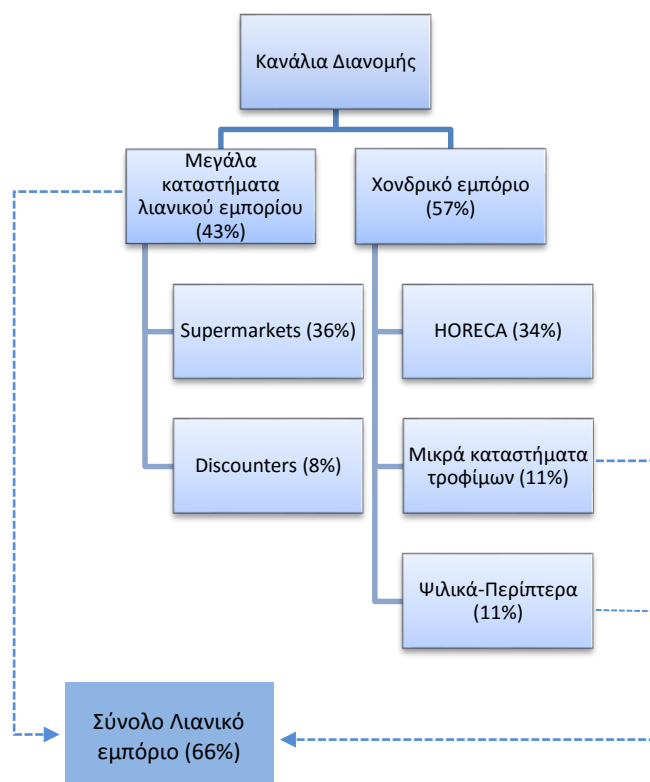 Κανάλια Διανομής
Μεγάλα
καταστήματα
λιανικού εμπορίου
(43%)
Χονδρικό εμπόριο
(57%)
Supermarkets (36%)
HORECA (34%)
Discounters (8%)
Μικρά καταστήματα
τροφίμων (11%)
Ψιλικά-Περίπτερα
(11%)
Σύνολο Λιανικό
εμπόριο (66%)